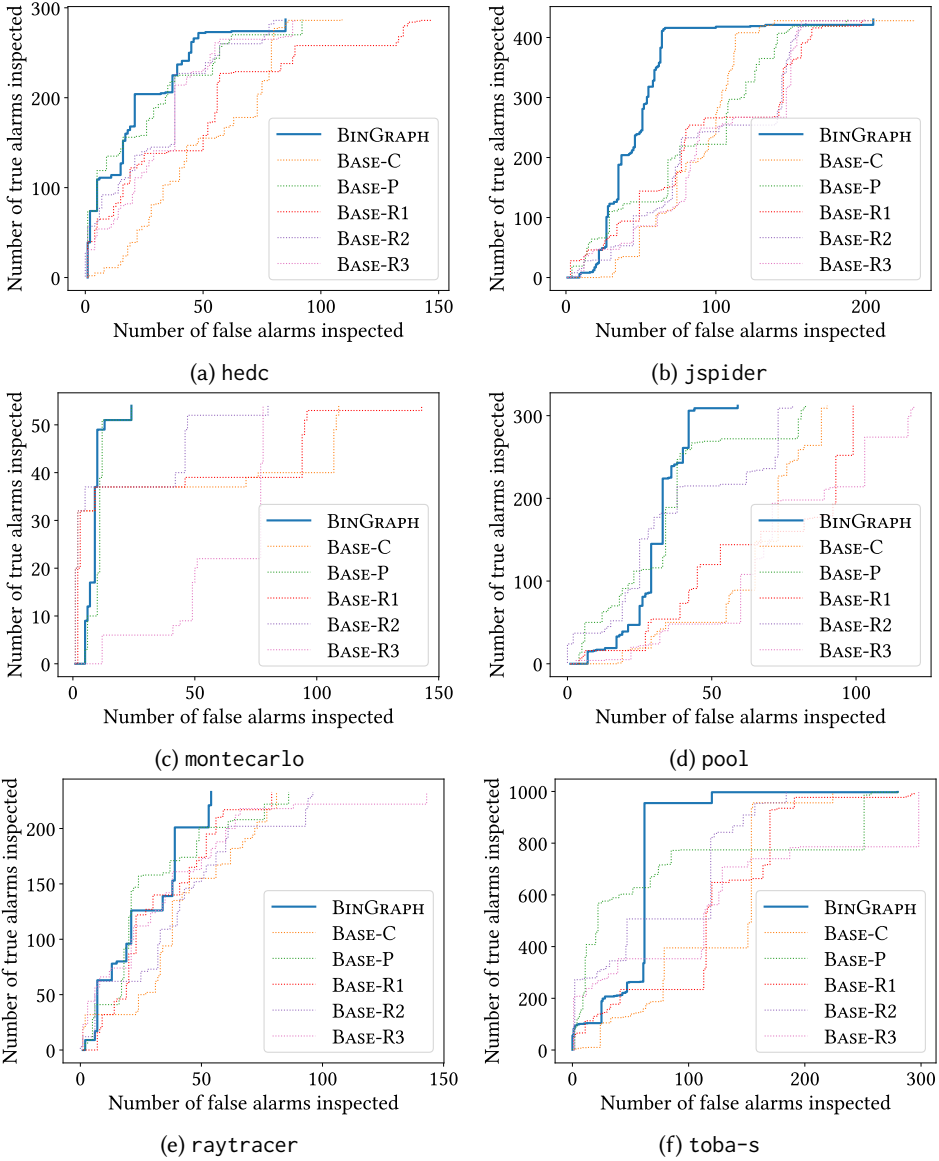 Number of true alarms inspected
300
200
100
0
BinGraph
Base-C
Base-P
Base-R1
Base-R2
Base-R3
0 50 100 150
Number of false alarms inspected
(a) hedc
Number of true alarms inspected
400
300
200
100
0
BinGraph
Base-C
Base-P
Base-R1
Base-R2
Base-R3
0 100 200
Number of false alarms inspected
(b) jspider
Number of true alarms inspected
50
40
30
20
10
0
BinGraph
Base-C
Base-P
Base-R1
Base-R2
Base-R3
0 50 100 150
Number of false alarms inspected
(c) montecarlo
Number of true alarms inspected
300
200
100
0
BinGraph
Base-C
Base-P
Base-R1
Base-R2
Base-R3
0 50 100
Number of false alarms inspected
(d) pool
Number of true alarms inspected
200
150
100
50
0
BinGraph
Base-C
Base-P
Base-R1
Base-R2
Base-R3
0 50 100 150
Number of false alarms inspected
(e) raytracer
Number of true alarms inspected
1000
800
600
400
200
0
BinGraph
Base-C
Base-P
Base-R1
Base-R2
Base-R3
0 100 200 300
Number of false alarms inspected
(f) toba-s